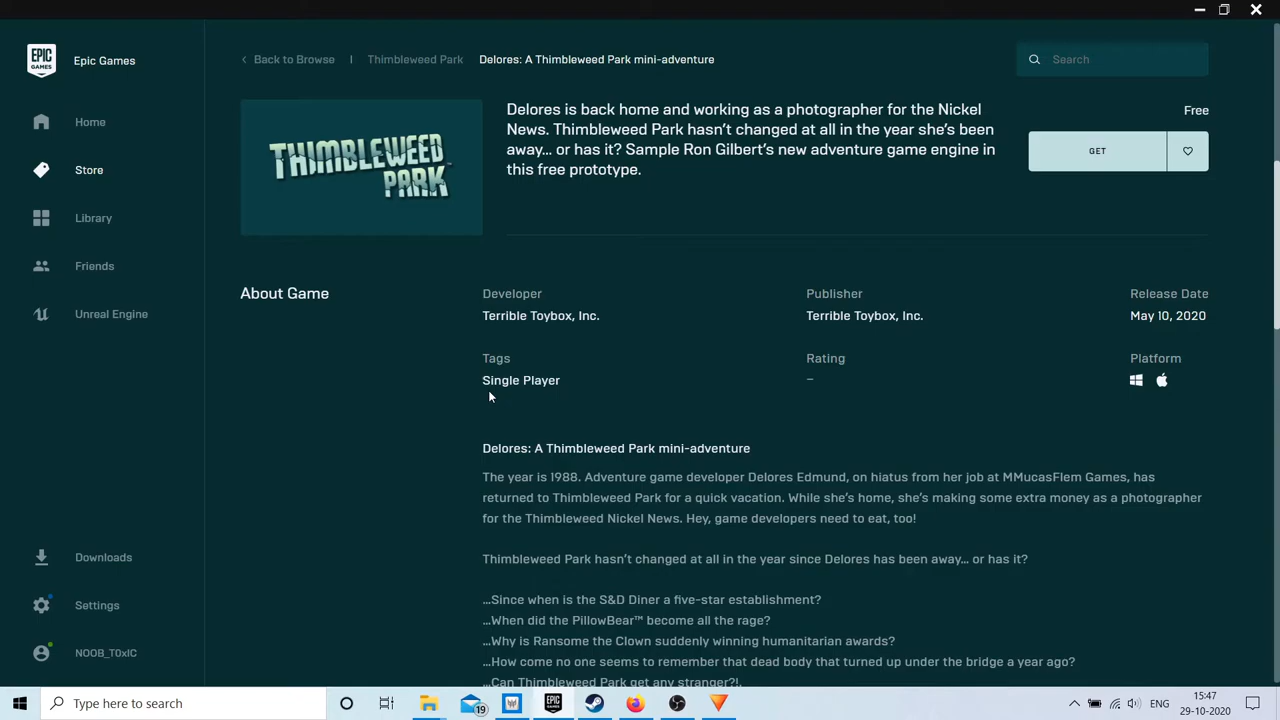 EPIC GAMES
Epic Games
Back to Browse
Thimbleweed Park
Delores: A Thimbleweed Park mini-adventure
Search
Home
Store
Library
Friends
Unreal Engine
Downloads
Settings
NOOB_T0xIC
THIMBLEWEED
PARK
Delores is back home and working as a photographer for the Nickel
News. Thimbleweed Park hasn't changed at all in the year she's been
away... or has it? Sample Ron Gilbert's new adventure game engine in
this free prototype.
Free
GET
About Game
Developer
Terrible Toybox, Inc.
Publisher
Terrible Toybox, Inc.
Release Date
May 10, 2020
Tags
Single Player
Rating
–
Platform
Delores: A Thimbleweed Park mini-adventure
The year is 1988. Adventure game developer Delores Edmund, on hiatus from her job at MMucasFlem Games, has
returned to Thimbleweed Park for a quick vacation. While she's home, she's making some extra money as a photographer
for the Thimbleweed Nickel News. Hey, game developers need to eat, too!
Thimbleweed Park hasn't changed at all in the year since Delores has been away... or has it?
...Since when is the S&D Diner a five-star establishment?
...When did the PillowBear™ become all the rage?
...Why is Ransome the Clown suddenly winning humanitarian awards?
...How come no one seems to remember that dead body that turned up under the bridge a year ago?
...Can Thimbleweed Park get any stranger?!.
Type here to search
19
EPIC GAMES
ENG
15:47
29-10-2020